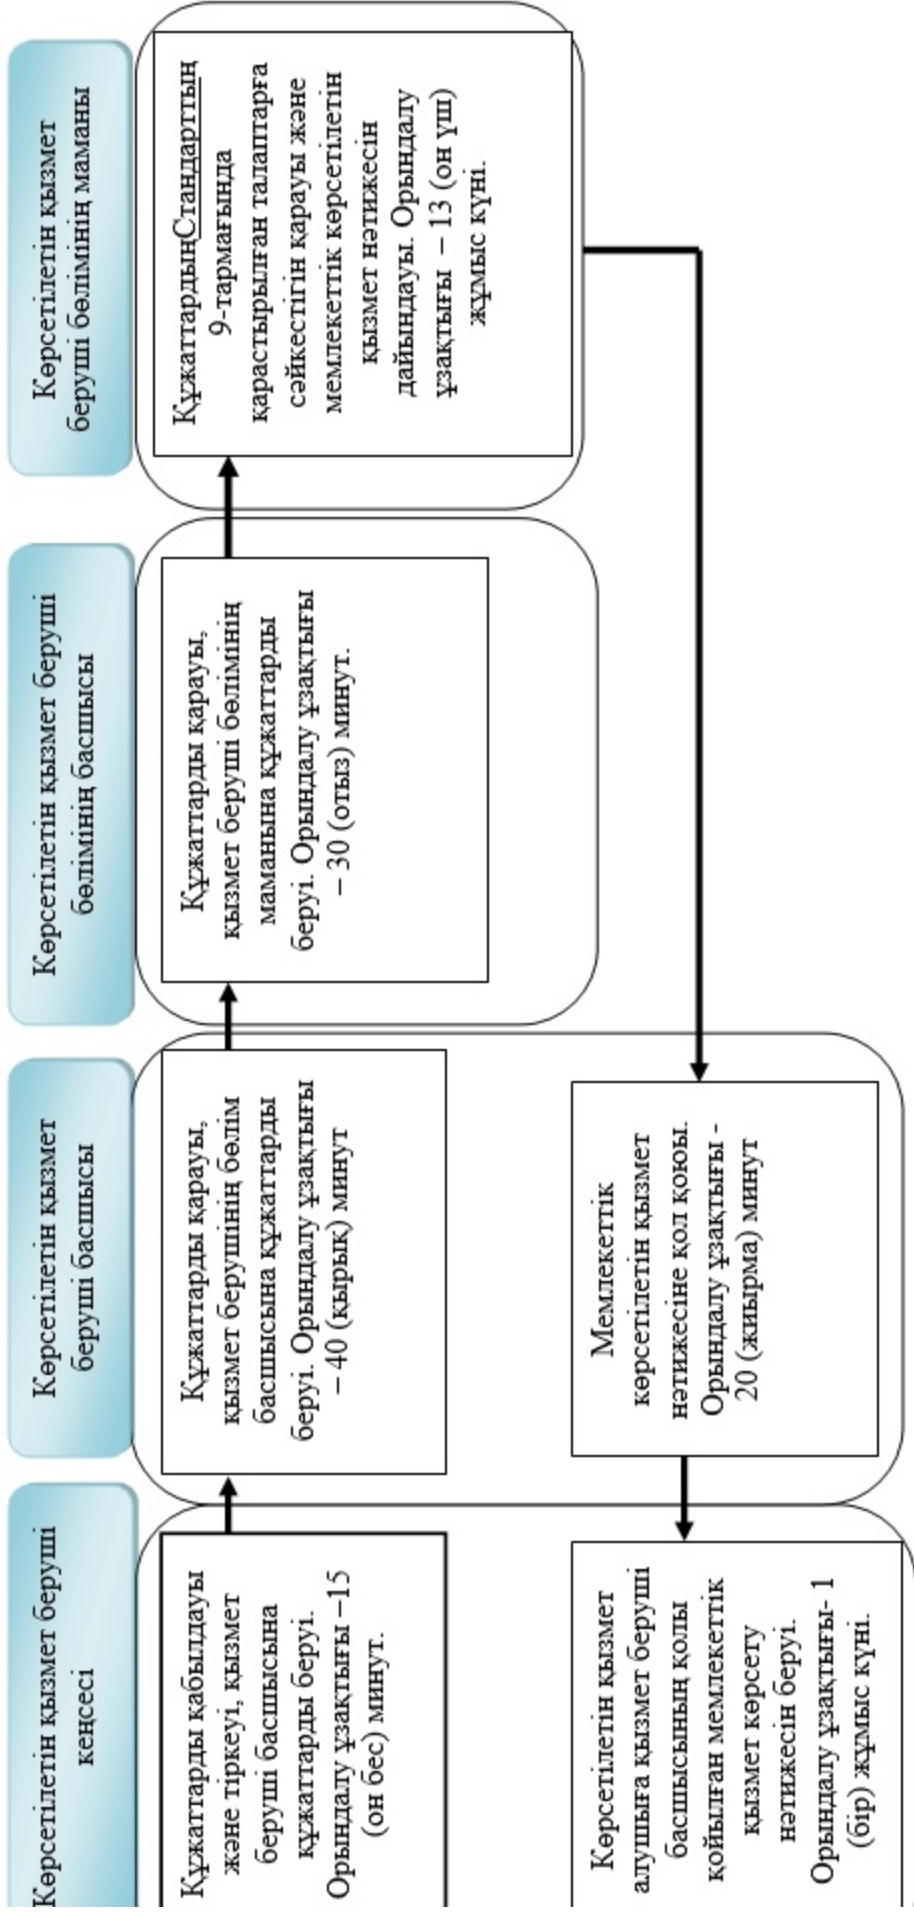 Көрсетілетін қызмет беруші
кеңсесі
Көрсетілетін қызмет
беруші басшысы
Көрсетілетін қызмет беруші
бөлімінің басшысы
Көрсетілетін қызмет
беруші бөлімінің маманы
Құжаттарды қабылдауы
және тіркеуі, қызмет
беруші басшысына
құжаттарды беруі.
Орындалу ұзақтығы –15
(он бес) минут.
Құжаттарды қарауы,
қызмет берушінің бөлім
басшысына құжаттарды
беруі. Орындалу ұзақтығы
– 40 (қырық) минут
Құжаттарды қарауы,
қызмет беруші бөлімінің
маманына құжаттарды
беруі. Орындалу ұзақтығы
– 30 (отыз) минут.
ҚұжаттардыңСтандарттың
9-тармағында
қарастырылған талаптарға
сәйкестігін қарауы және
мемлекеттік көрсетілетін
қызмет нәтижесін
дайындауы. Орындалу
ұзақтығы – 13 (он үш)
жұмыс күні.
Мемлекеттік
көрсетілетін қызмет
нәтижесіне қол қоюы.
Орындалу ұзақтығы -
20 (жиырма) минут
Көрсетілетін қызмет
алушыға қызмет беруші
басшысының қолы
қойылған мемлекеттік
қызмет көрсету
нәтижесін беруі.
Орындалу ұзақтығы- 1
(бір) жұмыс күні.